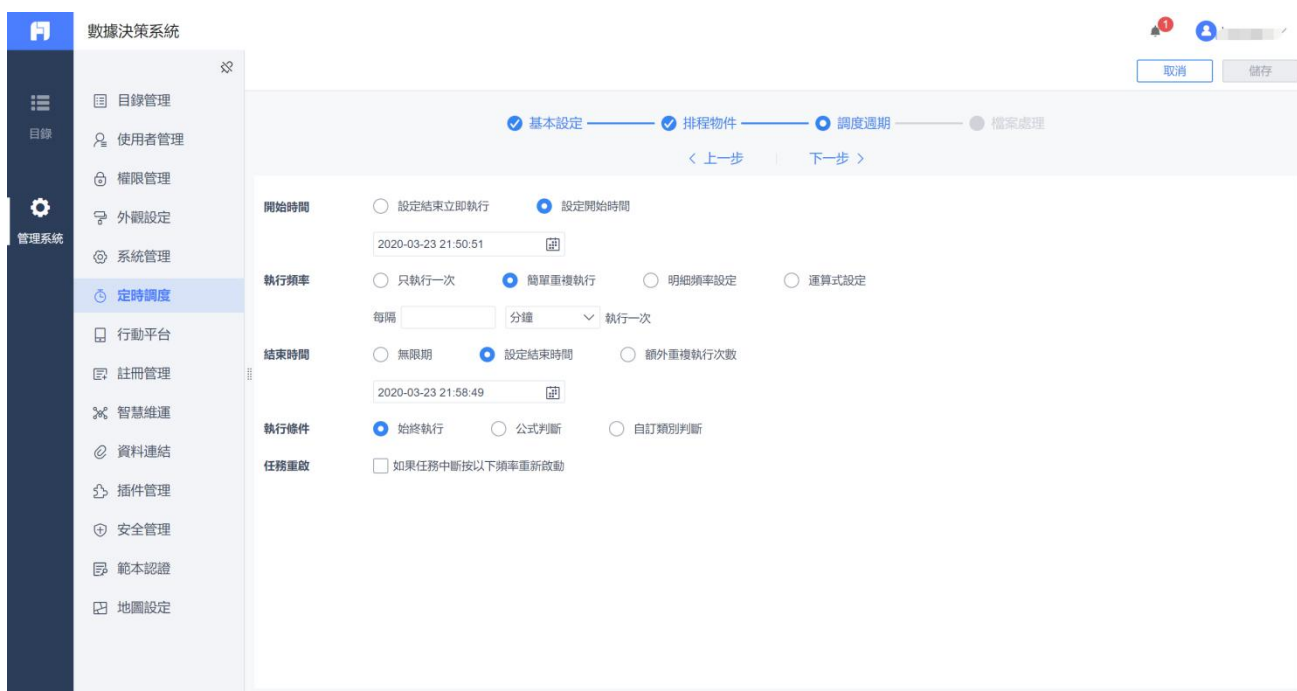 數據決策系統
1
取消
儲存
目錄
管理系統
目錄管理
使用者管理
權限管理
外觀設定
系統管理
定時調度
行動平台
註冊管理
智慧維運
資料連結
插件管理
安全管理
範本認證
地圖設定
基本設定 排程物件 調度週期 檔案處理
上一步 下一步
開始時間 設定結束立即執行 設定開始時間
2020-03-23 21:50:51
執行頻率 只執行一次 簡單重複執行 明細頻率設定 運算式設定
每隔 分鐘 執行一次
結束時間 無限期 設定結束時間 額外重複執行次數
2020-03-23 21:58:49
執行條件 始終執行 公式判斷 自訂類別判斷
任務重啟 如果任務中斷按以下頻率重新啟動